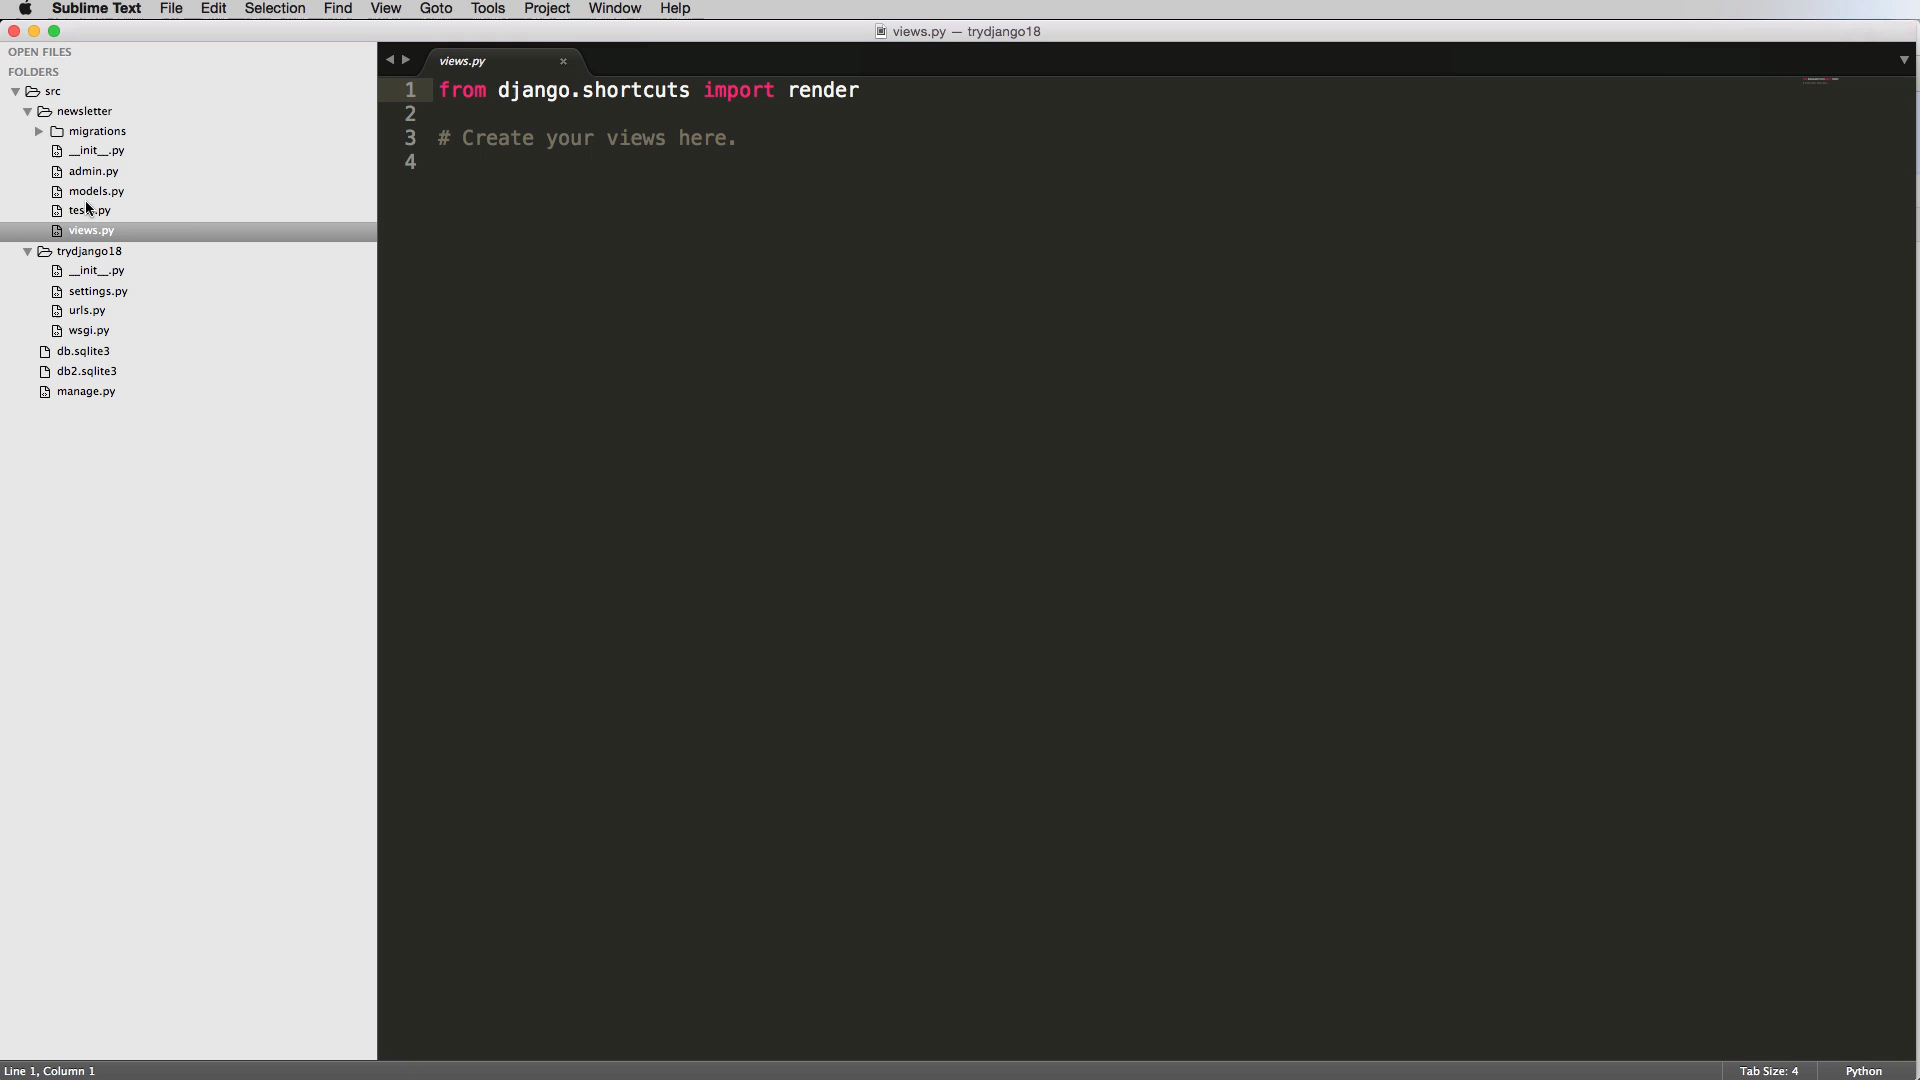 Sublime Text File Edit Selection Find View Goto Tools Project Window Help
views.py — trydjango18
OPEN FILES
FOLDERS
src
newsletter
migrations
__init__.py
admin.py
models.py
views.py
trydjango18
__init__.py
settings.py
urls.py
wsgi.py
db.sqlite3
db2.sqlite3
manage.py
views.py
1 from django.shortcuts import render
2
3 # Create your views here.
4
Line 1, Column 1
Tab Size: 4
Python